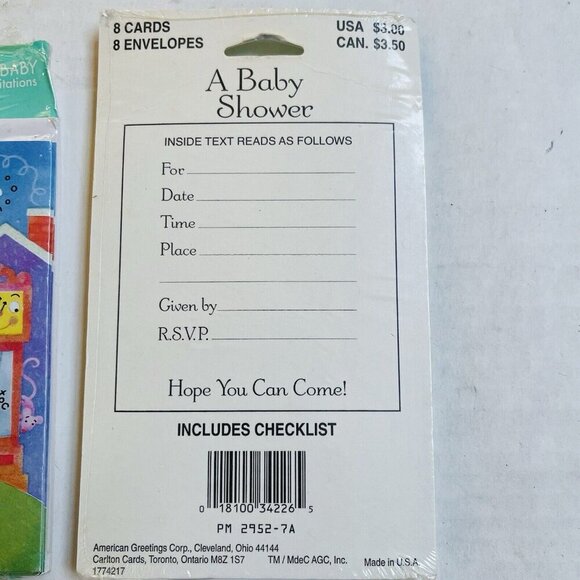 BABY
itations
8 CARDS
8 ENVELOPES
USA $3.00
CAN. $3.50
A Baby
Shower
INSIDE TEXT READS AS FOLLOWS
For
Date
Time
Place
Given by
R.S.V.P.
Hope You Can Come!
INCLUDES CHECKLIST
0 18100 34226 5
PM 2952-7A
American Greetings Corp., Cleveland, Ohio 44144
Carlton Cards, Toronto, Ontario M8Z 1S7 TM / MdeC AGC, Inc. Made in U.S.A.
1774217